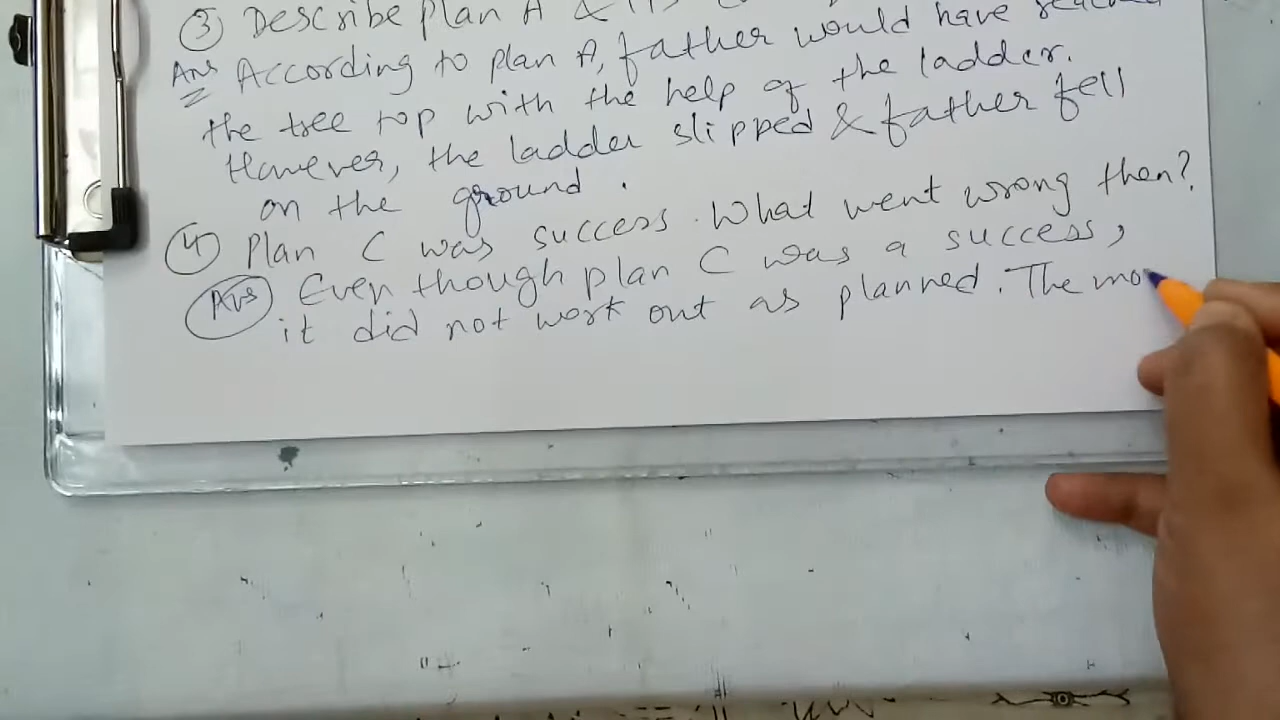 ③ Describe Plan A &
Ans According to plan A, father would have reached
the tree top with the help of the ladder.
However, the ladder slipped & father fell
on the ground.
④ Plan C was success. What went wrong then?
Ans Even though plan C was a success,
it did not work out as planned. The mo